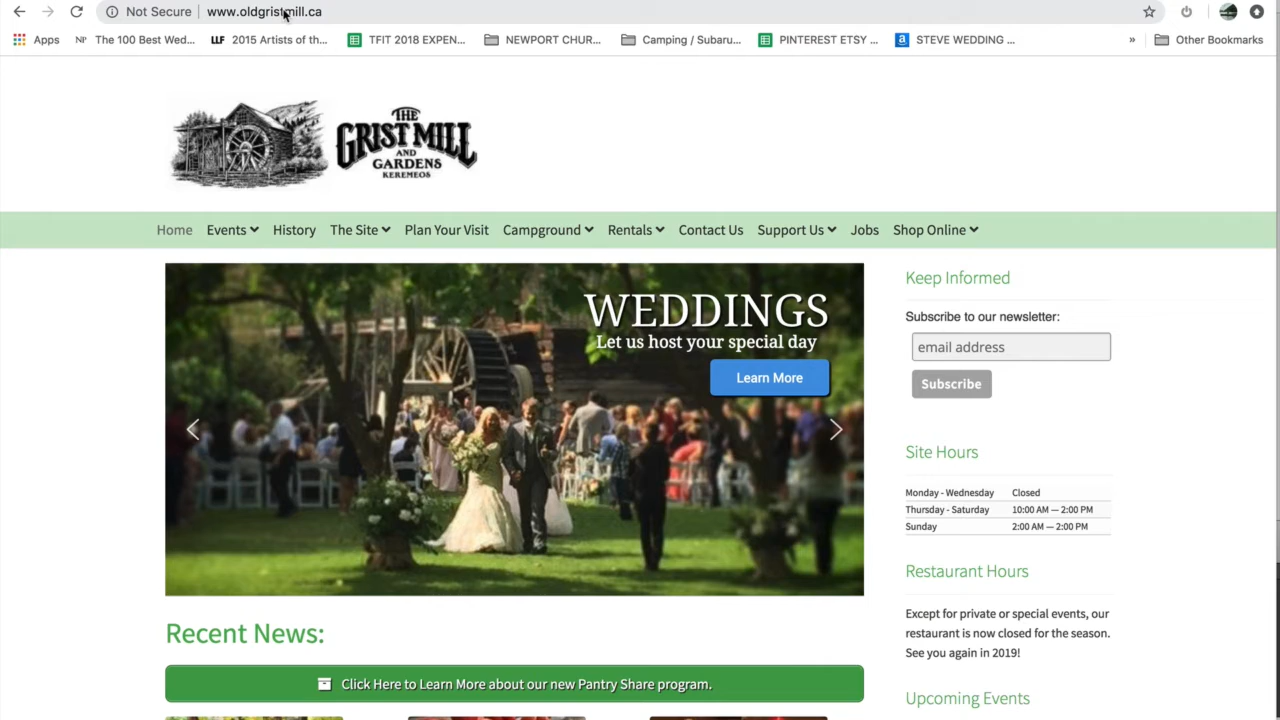 Not Secure | www.oldgristmill.ca
Apps NP The 100 Best Wed... LLF 2015 Artists of th... TFIT 2018 EXPEN... NEWPORT CHUR... Camping / Subaru... PINTEREST ETSY ... a STEVE WEDDING ... » Other Bookmarks
THE
GRIST MILL
AND
GARDENS
KEREMEOS
Home Events History The Site Plan Your Visit Campground Rentals Contact Us Support Us Jobs Shop Online
WEDDINGS
Let us host your special day
Learn More
Keep Informed
Subscribe to our newsletter:
email address
Subscribe
Site Hours
Monday - Wednesday Closed
Thursday - Saturday 10:00 AM — 2:00 PM
Sunday 2:00 AM — 2:00 PM
Restaurant Hours
Except for private or special events, our
restaurant is now closed for the season.
See you again in 2019!
Upcoming Events
Recent News:
Click Here to Learn More about our new Pantry Share program.